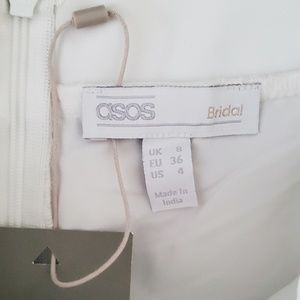 asos
Bridal
UK 8
EU 36
US 4
Made In
India